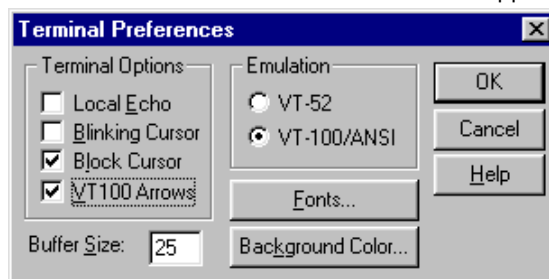 Terminal Preferences
Terminal Options
Local Echo
Blinking Cursor
Block Cursor
VT100 Arrows
Buffer Size: 25
Emulation
VT-52
VT-100/ANSI
Fonts...
Background Color...
OK
Cancel
Help